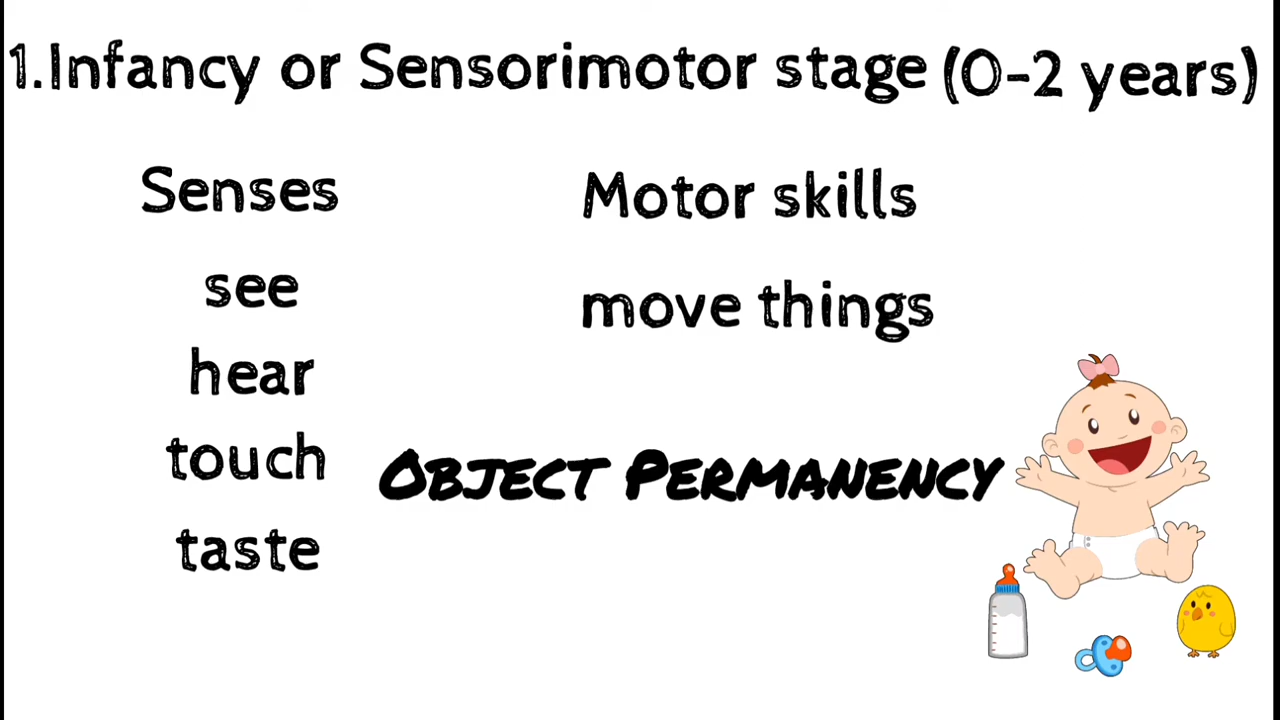 1.Infancy or Sensorimotor stage (0-2 years)
Senses
see
hear
touch
taste
Motor skills
move things
OBJECT PERMANENCY